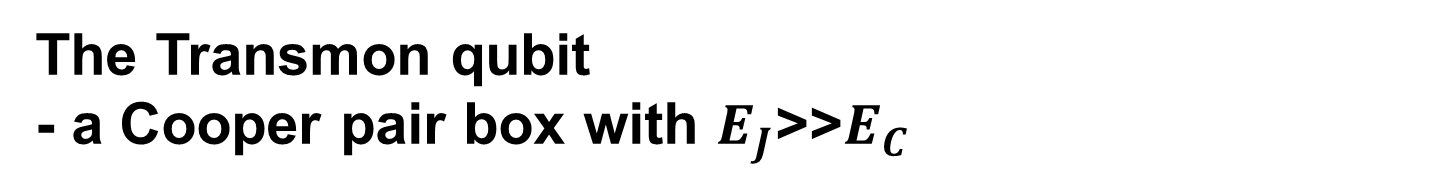 The Transmon qubit
- a Cooper pair box with $E_J$>>$E_C$